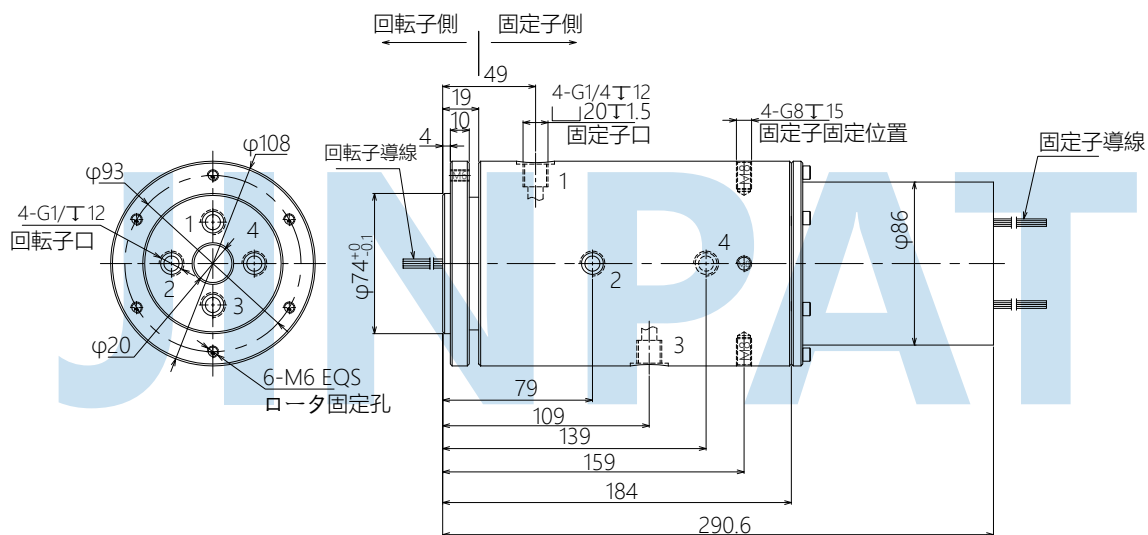 回転子側
固定子側
49
19
10
4
4-G1/4↧12
⌴20↧1.5
固定子口
4-G8↧15
固定子固定位置
固定子導線
回転子導線
φ108
φ93
4-G1/↧12
回転子口
1
4
2
3
φ20
6-M6 EQS
ロータ固定孔
φ74+0-0.1
1
2
3
4
M8
M8
φ86
79
109
139
159
184
290.6
JINPAT